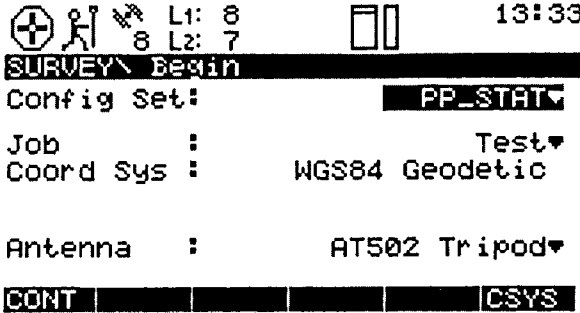 L1: 8
8 L2: 7
13:33
SURVEY\ Begin
Config Set: PP_STAT
Job : Test
Coord Sys : WGS84 Geodetic
Antenna : AT502 Tripod
CONT CSYS